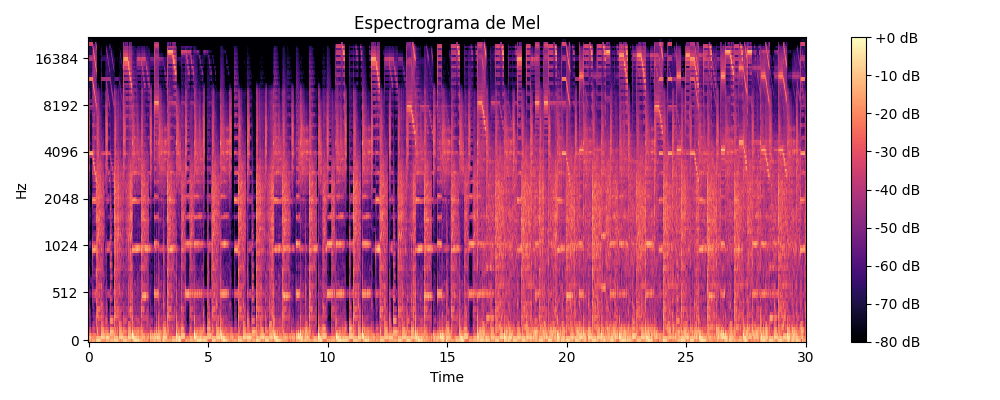 Espectrograma de Mel
Hz
16384
8192
4096
2048
1024
512
0
0 5 10 15 20 25 30
Time
+0 dB
-10 dB
-20 dB
-30 dB
-40 dB
-50 dB
-60 dB
-70 dB
-80 dB